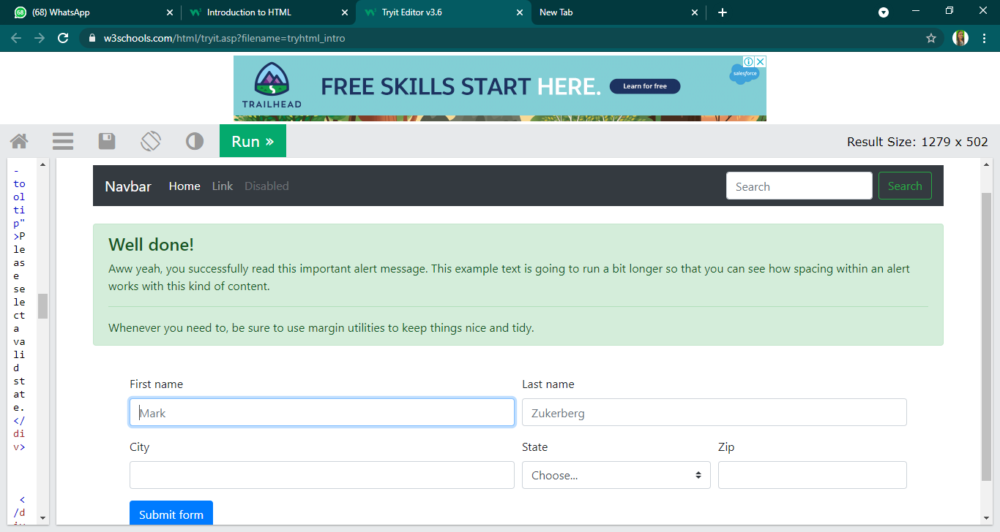 68
(68) WhatsApp
Introduction to HTML
Tryit Editor v3.6
New Tab
w3schools.com/html/tryit.asp?filename=tryhtml_intro
TRAILHEAD
FREE SKILLS START HERE.
Learn for free
salesforce
Run »
Result Size: 1279 x 502
-
to
ol
ti
p"
>P
le
as
e
se
le
ct
a
va
li
d
st
at
e.
</
di
v>
<
/d
Navbar Home Link Disabled Search Search
Well done!
Aww yeah, you successfully read this important alert message. This example text is going to run a bit longer so that you can see how spacing within an alert
works with this kind of content.
Whenever you need to, be sure to use margin utilities to keep things nice and tidy.
First name Last name
Mark Zukerberg
City State Zip
Choose...
Submit form